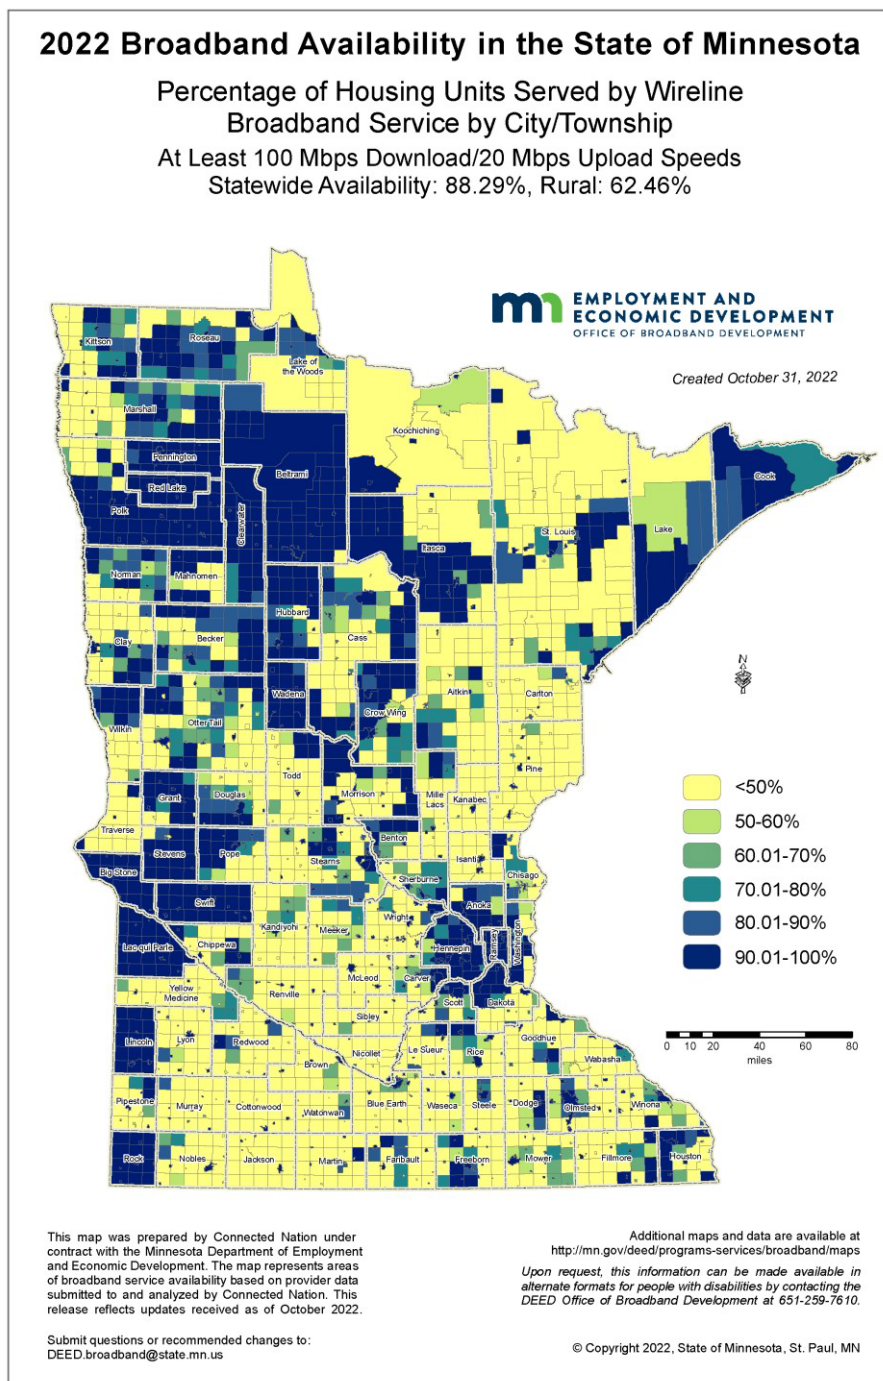 2022 Broadband Availability in the State of Minnesota
Percentage of Housing Units Served by Wireline
Broadband Service by City/Township
At Least 100 Mbps Download/20 Mbps Upload Speeds
Statewide Availability: 88.29%, Rural: 62.46%
mn EMPLOYMENT AND
ECONOMIC DEVELOPMENT
OFFICE OF BROADBAND DEVELOPMENT
Created October 31, 2022
Kittson
Roseau
Lake of
the Woods
Marshall
Koochiching
Pennington
Red Lake
Beltrami
Cook
Polk
Clearwater
Itasca
St. Louis
Lake
Norman
Mahnomen
Hubbard
Cass
Clay
Becker
Wadena
Crow Wing
Aitkin
Carlton
N
Wilkin
Otter Tail
Pine
Todd
Morrison
Mille
Lacs
Kanabec
Grant
Douglas
Traverse
Benton
Stevens
Pope
Stearns
Isanti
Big Stone
Sherburne
Chisago
Swift
Anoka
Kandiyohi
Meeker
Wright
Hennepin
Ramsey
Washington
Lac qui Parle
Chippewa
McLeod
Carver
Yellow
Medicine
Renville
Scott
Dakota
Sibley
Lincoln
Lyon
Redwood
Nicollet
Le Sueur
Rice
Goodhue
Wabasha
Brown
Pipestone
Murray
Cottonwood
Watonwan
Blue Earth
Waseca
Steele
Dodge
Olmsted
Winona
Rock
Nobles
Jackson
Martin
Faribault
Freeborn
Mower
Fillmore
Houston
<50%
50-60%
60.01-70%
70.01-80%
80.01-90%
90.01-100%
0 10 20 40 60 80
miles
This map was prepared by Connected Nation under
contract with the Minnesota Department of Employment
and Economic Development. The map represents areas
of broadband service availability based on provider data
submitted to and analyzed by Connected Nation. This
release reflects updates received as of October 2022.
Submit questions or recommended changes to:
DEED.broadband@state.mn.us
Additional maps and data are available at
http://mn.gov/deed/programs-services/broadband/maps
Upon request, this information can be made available in
alternate formats for people with disabilities by contacting the
DEED Office of Broadband Development at 651-259-7610.
© Copyright 2022, State of Minnesota, St. Paul, MN